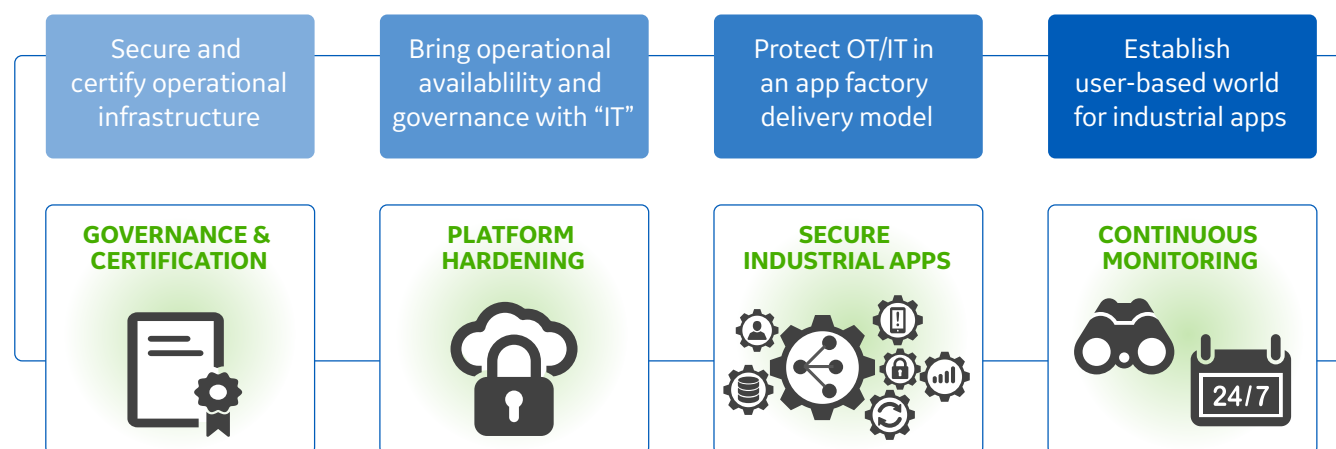 Secure and
certify operational
infrastructure
Bring operational
availablility and
governance with “IT”
Protect OT/IT in
an app factory
delivery model
Establish
user-based world
for industrial apps
GOVERNANCE &
CERTIFICATION
PLATFORM
HARDENING
SECURE
INDUSTRIAL APPS
CONTINUOUS
MONITORING
24/7